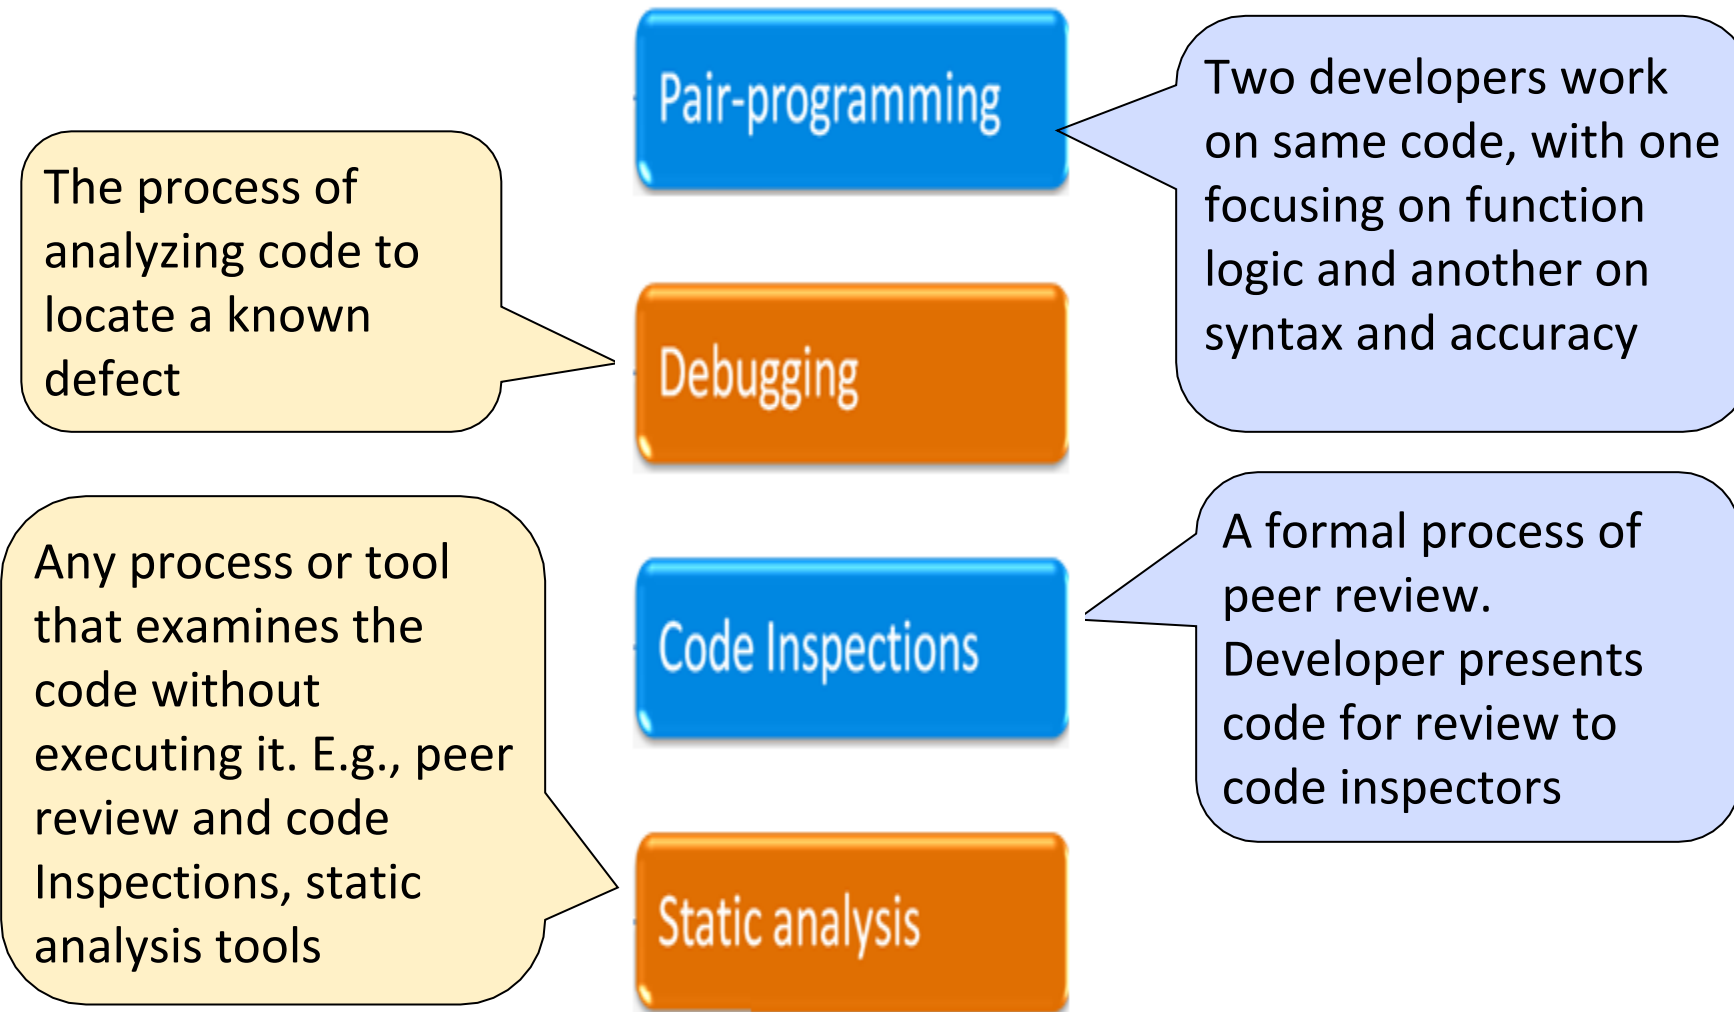 Pair-programming
Two developers work
on same code, with one
focusing on function
logic and another on
syntax and accuracy
The process of
analyzing code to
locate a known
defect
Debugging
Code Inspections
A formal process of
peer review.
Developer presents
code for review to
code inspectors
Any process or tool
that examines the
code without
executing it. E.g., peer
review and code
Inspections, static
analysis tools
Static analysis